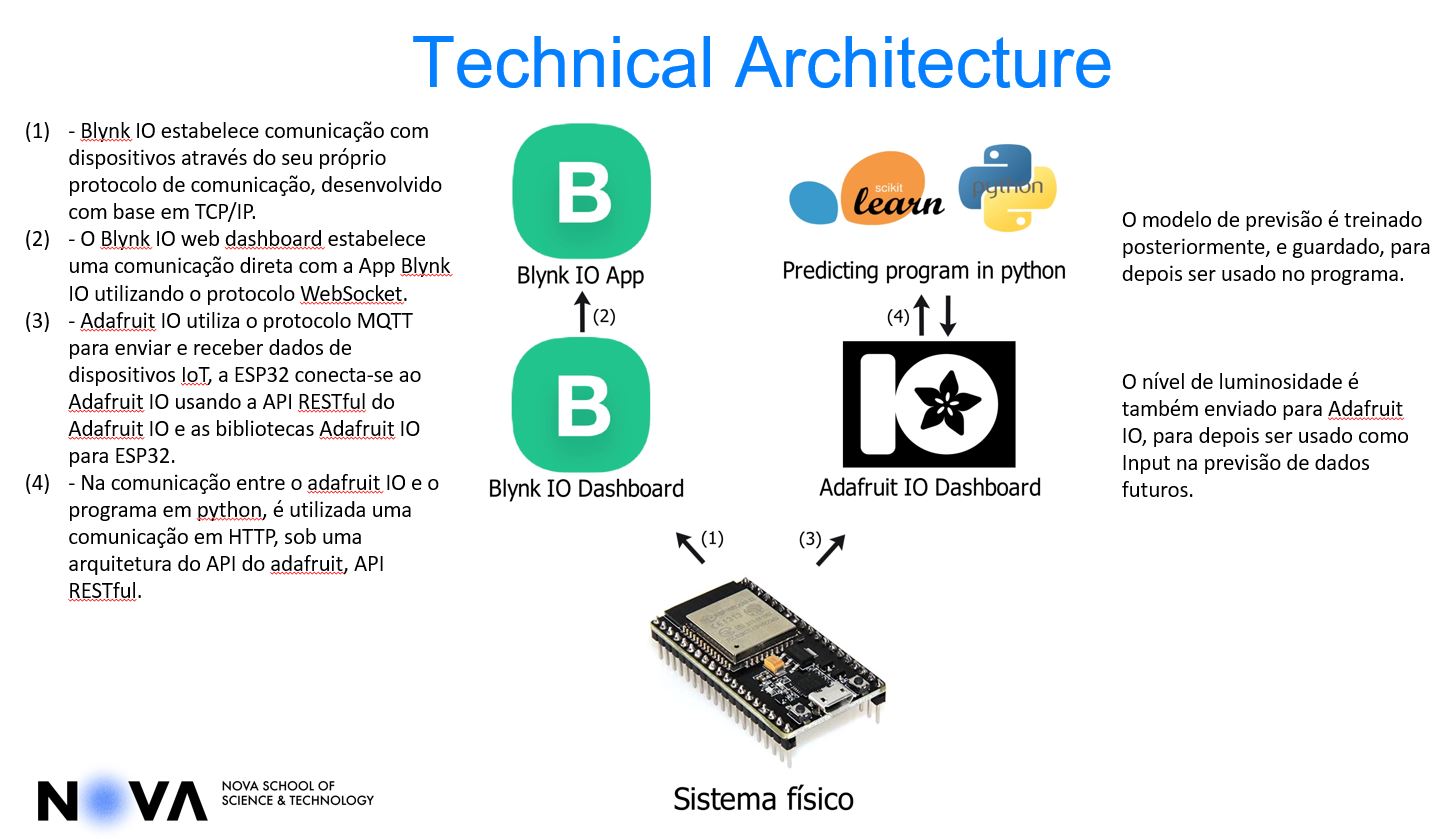 Technical Architecture
(1) - Blynk IO estabelece comunicação com
dispositivos através do seu próprio
protocolo de comunicação, desenvolvido
com base em TCP/IP.
(2) - O Blynk IO web dashboard estabelece
uma comunicação direta com a App Blynk
IO utilizando o protocolo WebSocket.
(3) - Adafruit IO utiliza o protocolo MQTT
para enviar e receber dados de
dispositivos IoT, a ESP32 conecta-se ao
Adafruit IO usando a API RESTful do
Adafruit IO e as bibliotecas Adafruit IO
para ESP32.
(4) - Na comunicação entre o adafruit IO e o
programa em python, é utilizada uma
comunicação em HTTP, sob uma
arquitetura do API do adafruit, API
RESTful.
B
Blynk IO App
(2)
B
Blynk IO Dashboard
(1)
scikit
learn
python
Predicting program in python
(4)
IO
Adafruit IO Dashboard
(3)
Sistema físico
O modelo de previsão é treinado
posteriormente, e guardado, para
depois ser usado no programa.
O nível de luminosidade é
também enviado para Adafruit
IO, para depois ser usado como
Input na previsão de dados
futuros.
NOVA
NOVA SCHOOL OF
SCIENCE & TECHNOLOGY